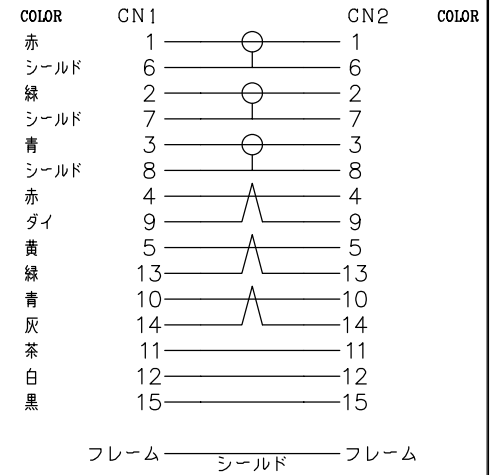 COLOR CN1 CN2 COLOR
赤 1 1
シールド 6 6
緑 2 2
シールド 7 7
青 3 3
シールド 8 8
赤 4 4
ダイ 9 9
黄 5 5
緑 13 13
青 10 10
灰 14 14
茶 11 11
白 12 12
黒 15 15
フレーム シールド フレーム